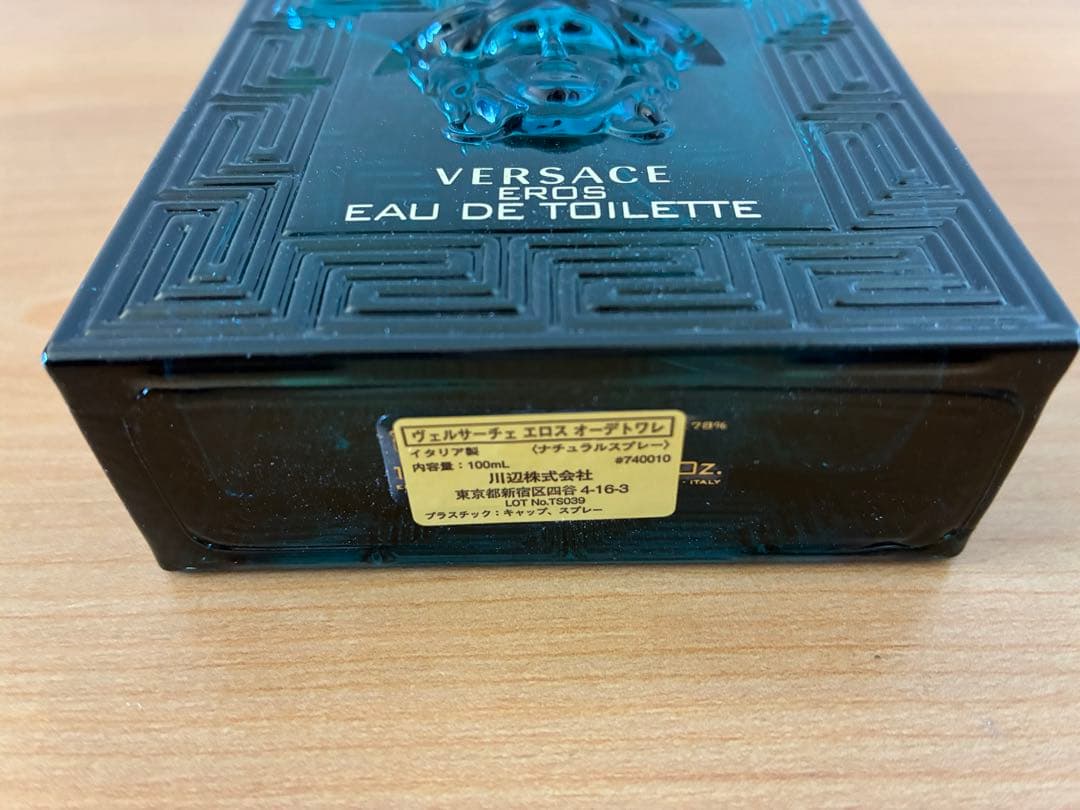 VERSACE
EROS
EAU DE TOILETTE
ヴェルサーチェ エロス オーデトワレ
イタリア製 〈ナチュラルスプレー〉
内容量:100mL #740010
川辺株式会社
東京都新宿区四谷 4-16-3
LOT No.TS039
プラスチック:キャップ、スプレー
78%
Oz.
ITALY